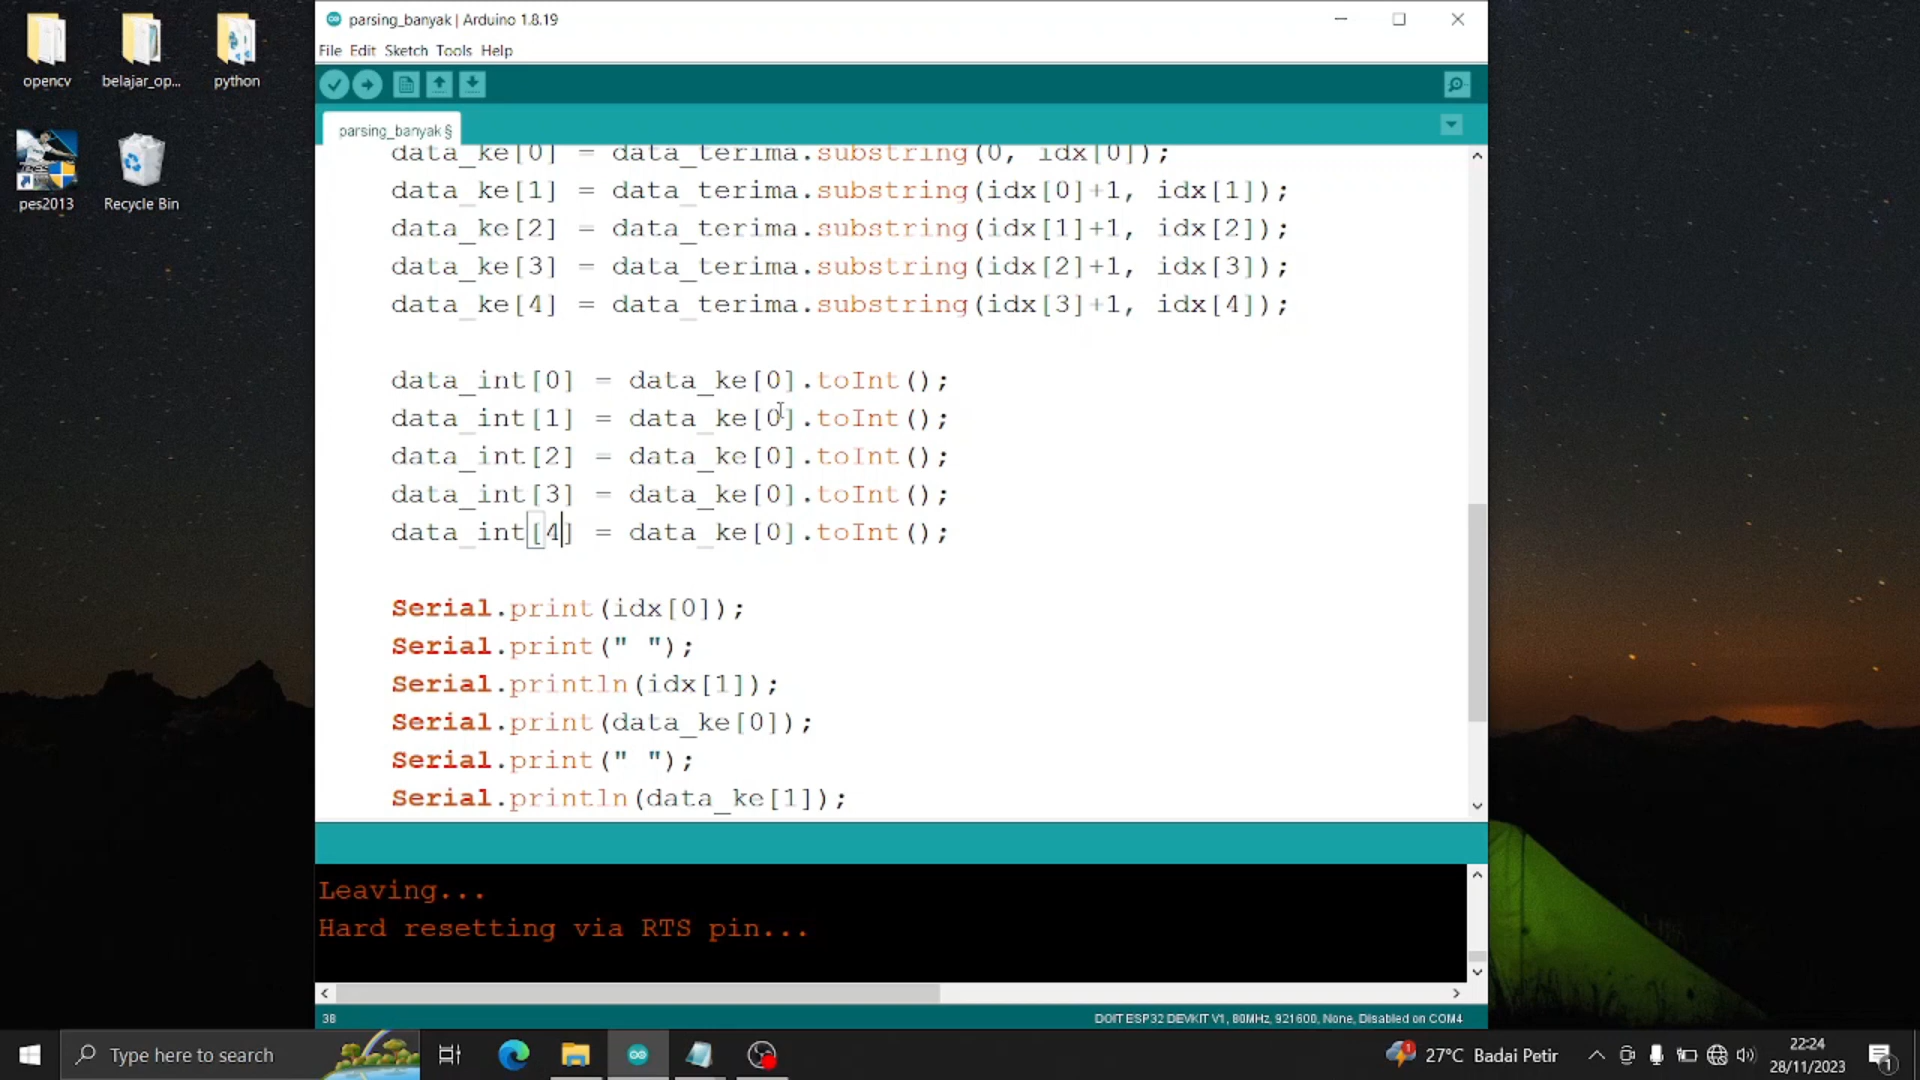 opencv
belajar_op...
python
pes2013
Recycle Bin
parsing_banyak | Arduino 1.8.19
File Edit Sketch Tools Help
parsing_banyak §
data_ke[0] = data_terima.substring(0, idx[0]);
data_ke[1] = data_terima.substring(idx[0]+1, idx[1]);
data_ke[2] = data_terima.substring(idx[1]+1, idx[2]);
data_ke[3] = data_terima.substring(idx[2]+1, idx[3]);
data_ke[4] = data_terima.substring(idx[3]+1, idx[4]);
data_int[0] = data_ke[0].toInt();
data_int[1] = data_ke[0].toInt();
data_int[2] = data_ke[0].toInt();
data_int[3] = data_ke[0].toInt();
data_int[4] = data_ke[0].toInt();
Serial.print(idx[0]);
Serial.print(" ");
Serial.println(idx[1]);
Serial.print(data_ke[0]);
Serial.print(" ");
Serial.println(data_ke[1]);
Leaving...
Hard resetting via RTS pin...
38
DOIT ESP32 DEVKIT V1, 80MHz, 921600, None, Disabled on COM4
Type here to search
27°C Badai Petir
22:24
28/11/2023
1